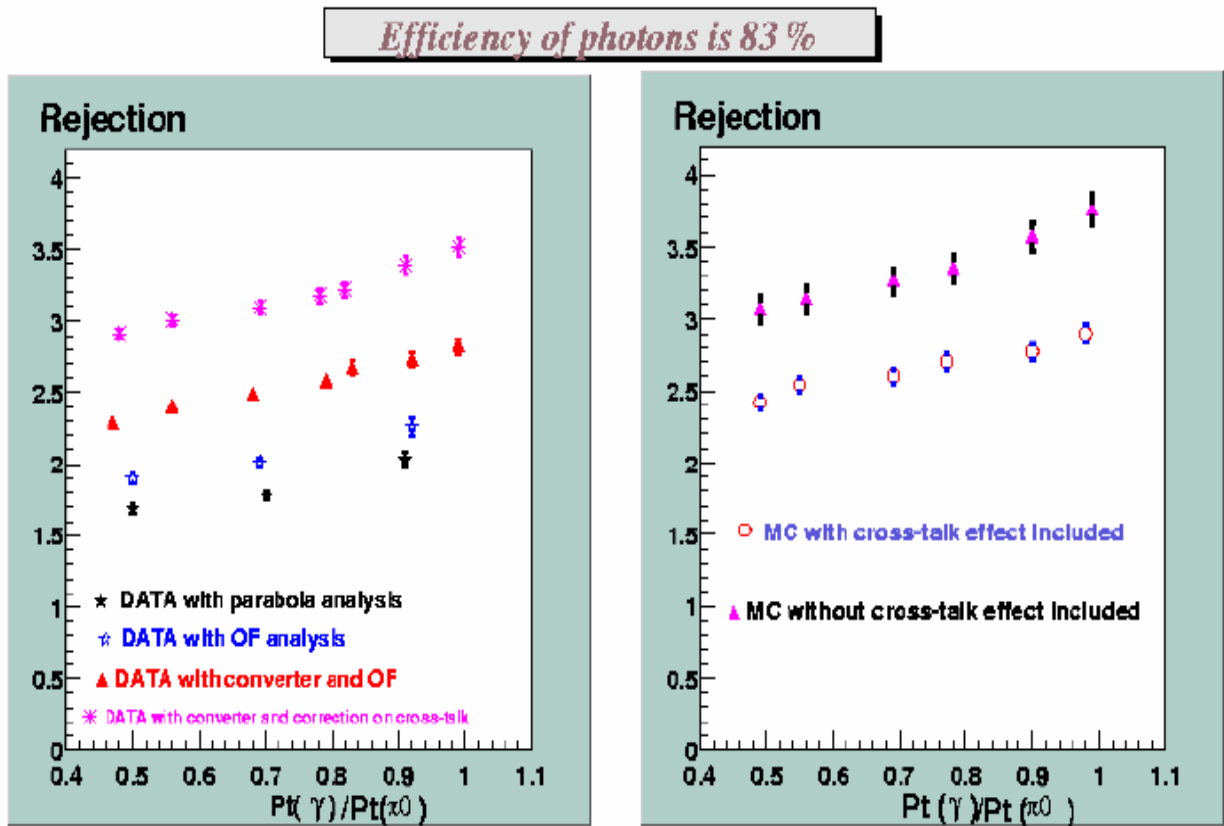 Efficiency of photons is 83 %
Rejection
4
3.5
3
2.5
2
1.5
1
0.5
0
★ DATA with parabola analysis
☆ DATA with OF analysis
▲ DATA with converter and OF
✳ DATA with converter and correction on cross-talk
0.4 0.5 0.6 0.7 0.8 0.9 1 1.1
Pt(γ)/Pt(π0)
Rejection
4
3.5
3
2.5
2
1.5
1
0.5
0
○ MC with cross-talk effect included
▲ MC without cross-talk effect included
0.4 0.5 0.6 0.7 0.8 0.9 1 1.1
Pt (γ)/Pt (π0